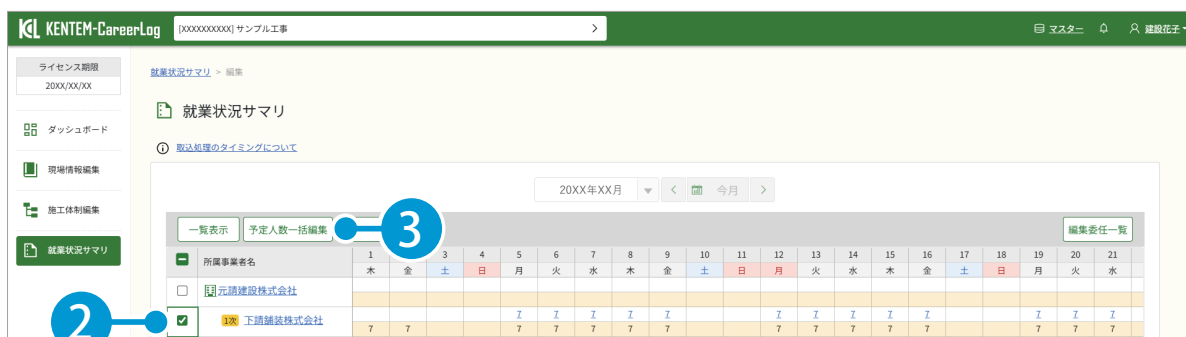 KENTEM-CareerLog
[XXXXXXXXXX] サンプル工事
マスター
建設花子
ライセンス期限
20XX/XX/XX
ダッシュボード
現場情報編集
施工体制編集
就業状況サマリ
就業状況サマリ > 編集
就業状況サマリ
取込処理のタイミングについて
20XX年XX月
今月
一覧表示 予定人数一括編集 3 編集委任一覧
所属事業者名
1 3 4 5 6 7 8 9 10 11 12 13 14 15 16 17 18 19 20 21
木 金 土 日 月 火 水 木 金 土 日 月 火 水 木 金 土 日 月 火 水
元請建設株式会社
2
1次 下請舗装株式会社
7 7 7 7 7 7 7 7 7 7 7 7 7
7 7 7 7 7 7 7 7 7 7 7 7 7 7 7